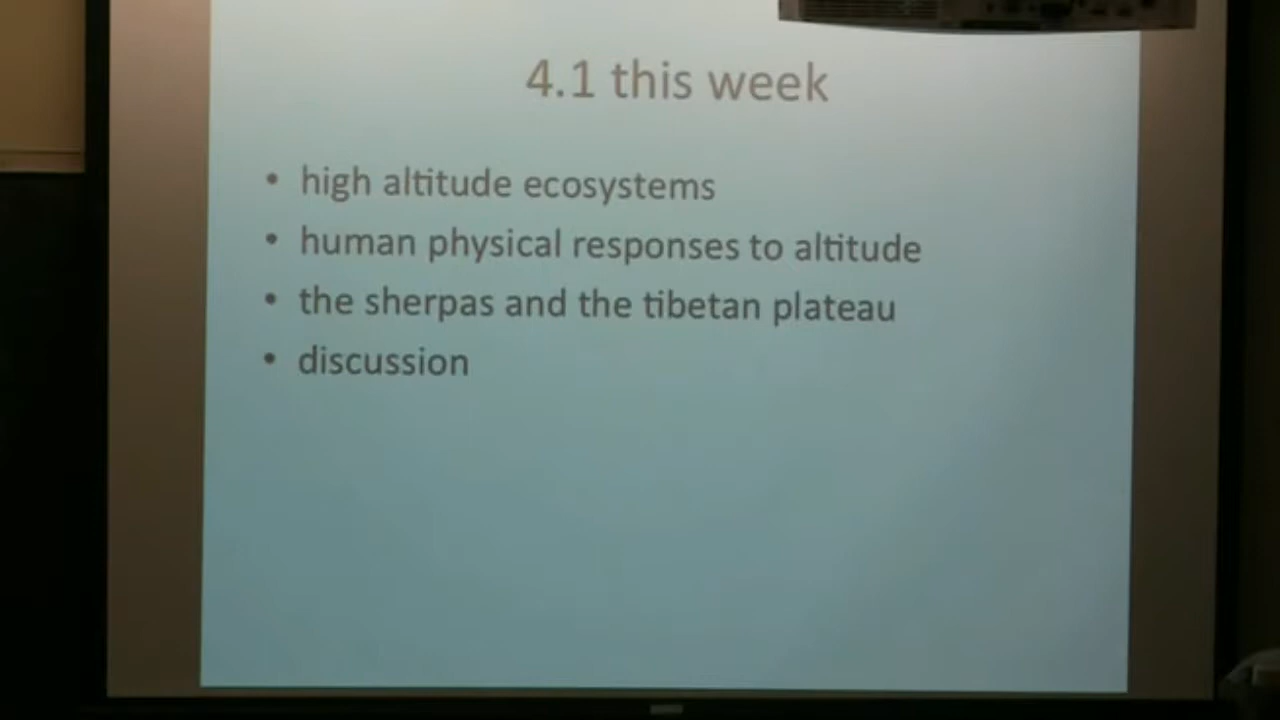 4.1 this week
• high altitude ecosystems
• human physical responses to altitude
• the sherpas and the tibetan plateau
• discussion